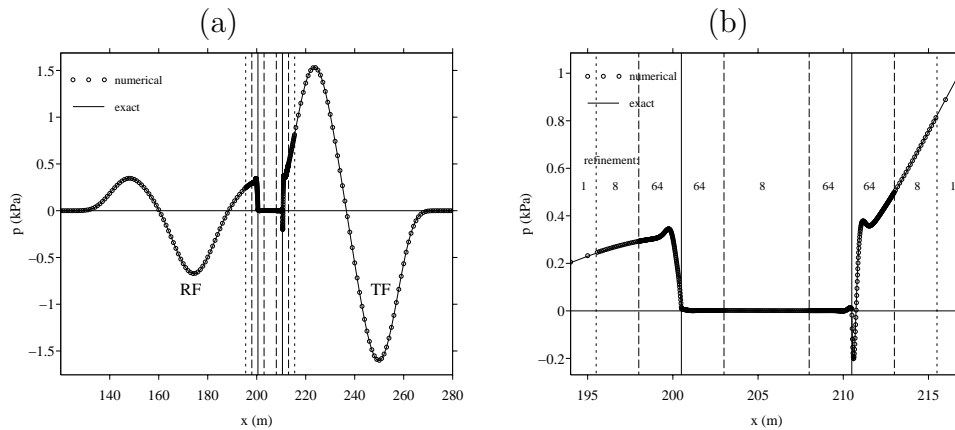 (a)
1.5
1
0.5
0
−0.5
−1
−1.5
p (kPa)
numerical
exact
RF
TF
140 160 180 200 220 240 260 280
x (m)
(b)
1
0.8
0.6
0.4
0.2
0
−0.2
p (kPa)
numerical
exact
refinement:
1 8 64 64 8 64 64 8 1
195 200 205 210 215
x (m)